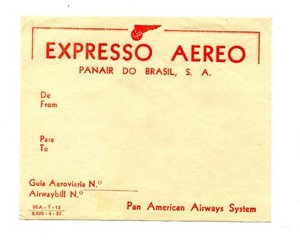 EXPRESSO AEREO
PANAIR DO BRASIL, S. A.
De
From
Para
To
Guia Aeroviaria N.º
Airwaybill N.º
Pan American Airways System